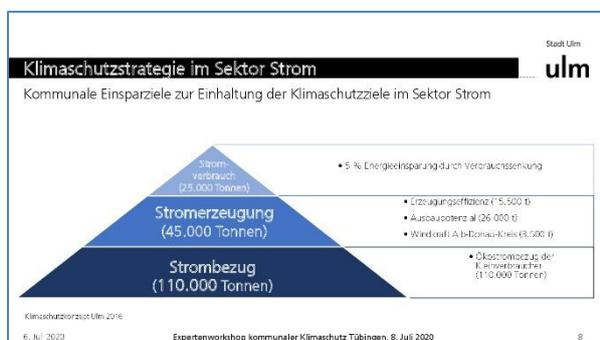 Stadt Ulm
ulm
Klimaschutzstrategie im Sektor Strom
Kommunale Einsparziele zur Einhaltung der Klimaschutzziele im Sektor Strom
Strom-
verbrauch
(25.000 Tonnen)
• 5 % Energieeinsparung durch Verbrauchssenkung
Stromerzeugung
(45.000 Tonnen)
• Erzeugungseffizienz (15.500 t)
• Ausbaupotenzial (26.000 t)
• Windkraft Alb-Donau-Kreis (3.500 t)
Strombezug
(110.000 Tonnen)
• Ökostrombezug der
Kleinverbraucher
(110.000 Tonnen)
Klimaschutzkonzept Ulm 2016
6. Juli 2020
Expertenworkshop kommunaler Klimaschutz Tübingen, 8. Juli 2020
8